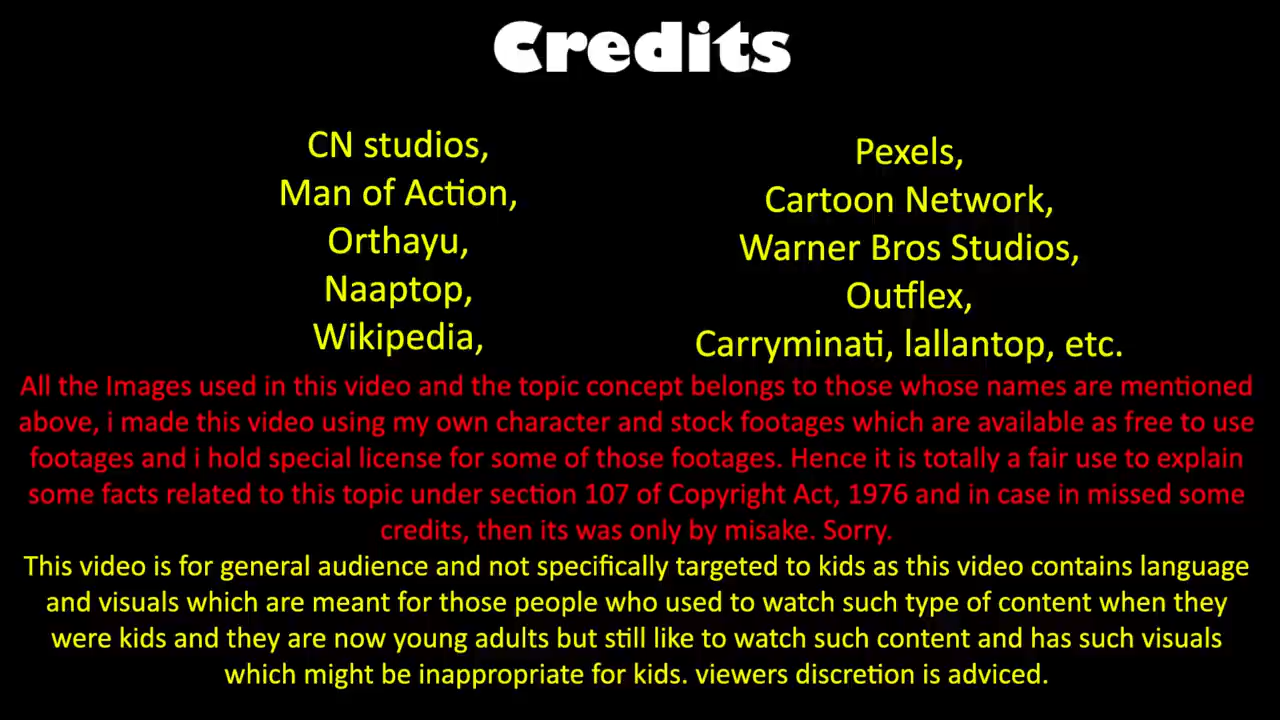 Credits
CN studios,
Man of Action,
Orthayu,
Naaptop,
Wikipedia,
Pexels,
Cartoon Network,
Warner Bros Studios,
Outflex,
Carryminati, lallantop, etc.
All the Images used in this video and the topic concept belongs to those whose names are mentioned
above, i made this video using my own character and stock footages which are available as free to use
footages and i hold special license for some of those footages. Hence it is totally a fair use to explain
some facts related to this topic under section 107 of Copyright Act, 1976 and in case in missed some
credits, then its was only by misake. Sorry.
This video is for general audience and not specifically targeted to kids as this video contains language
and visuals which are meant for those people who used to watch such type of content when they
were kids and they are now young adults but still like to watch such content and has such visuals
which might be inappropriate for kids. viewers discretion is adviced.